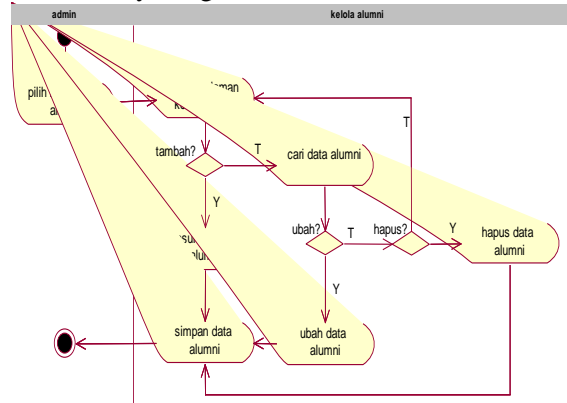 admin
kelola alumni
pilih
tambah?
T
cari data alumni
T
Y
ubah?
T
hapus?
Y
hapus data
alumni
Y
simpan data
alumni
ubah data
alumni